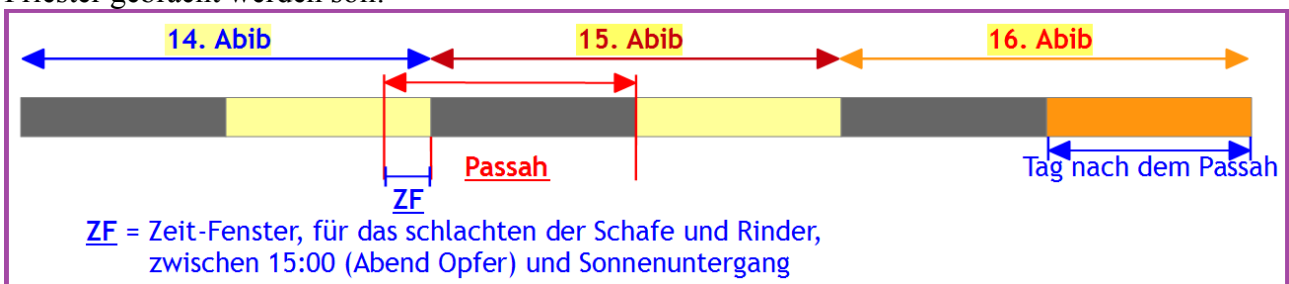 14. Abib 15. Abib 16. Abib
Passah
Tag nach dem Passah
ZF
ZF = Zeit-Fenster, für das schlachten der Schafe und Rinder,
zwischen 15:00 (Abend Opfer) und Sonnenuntergang